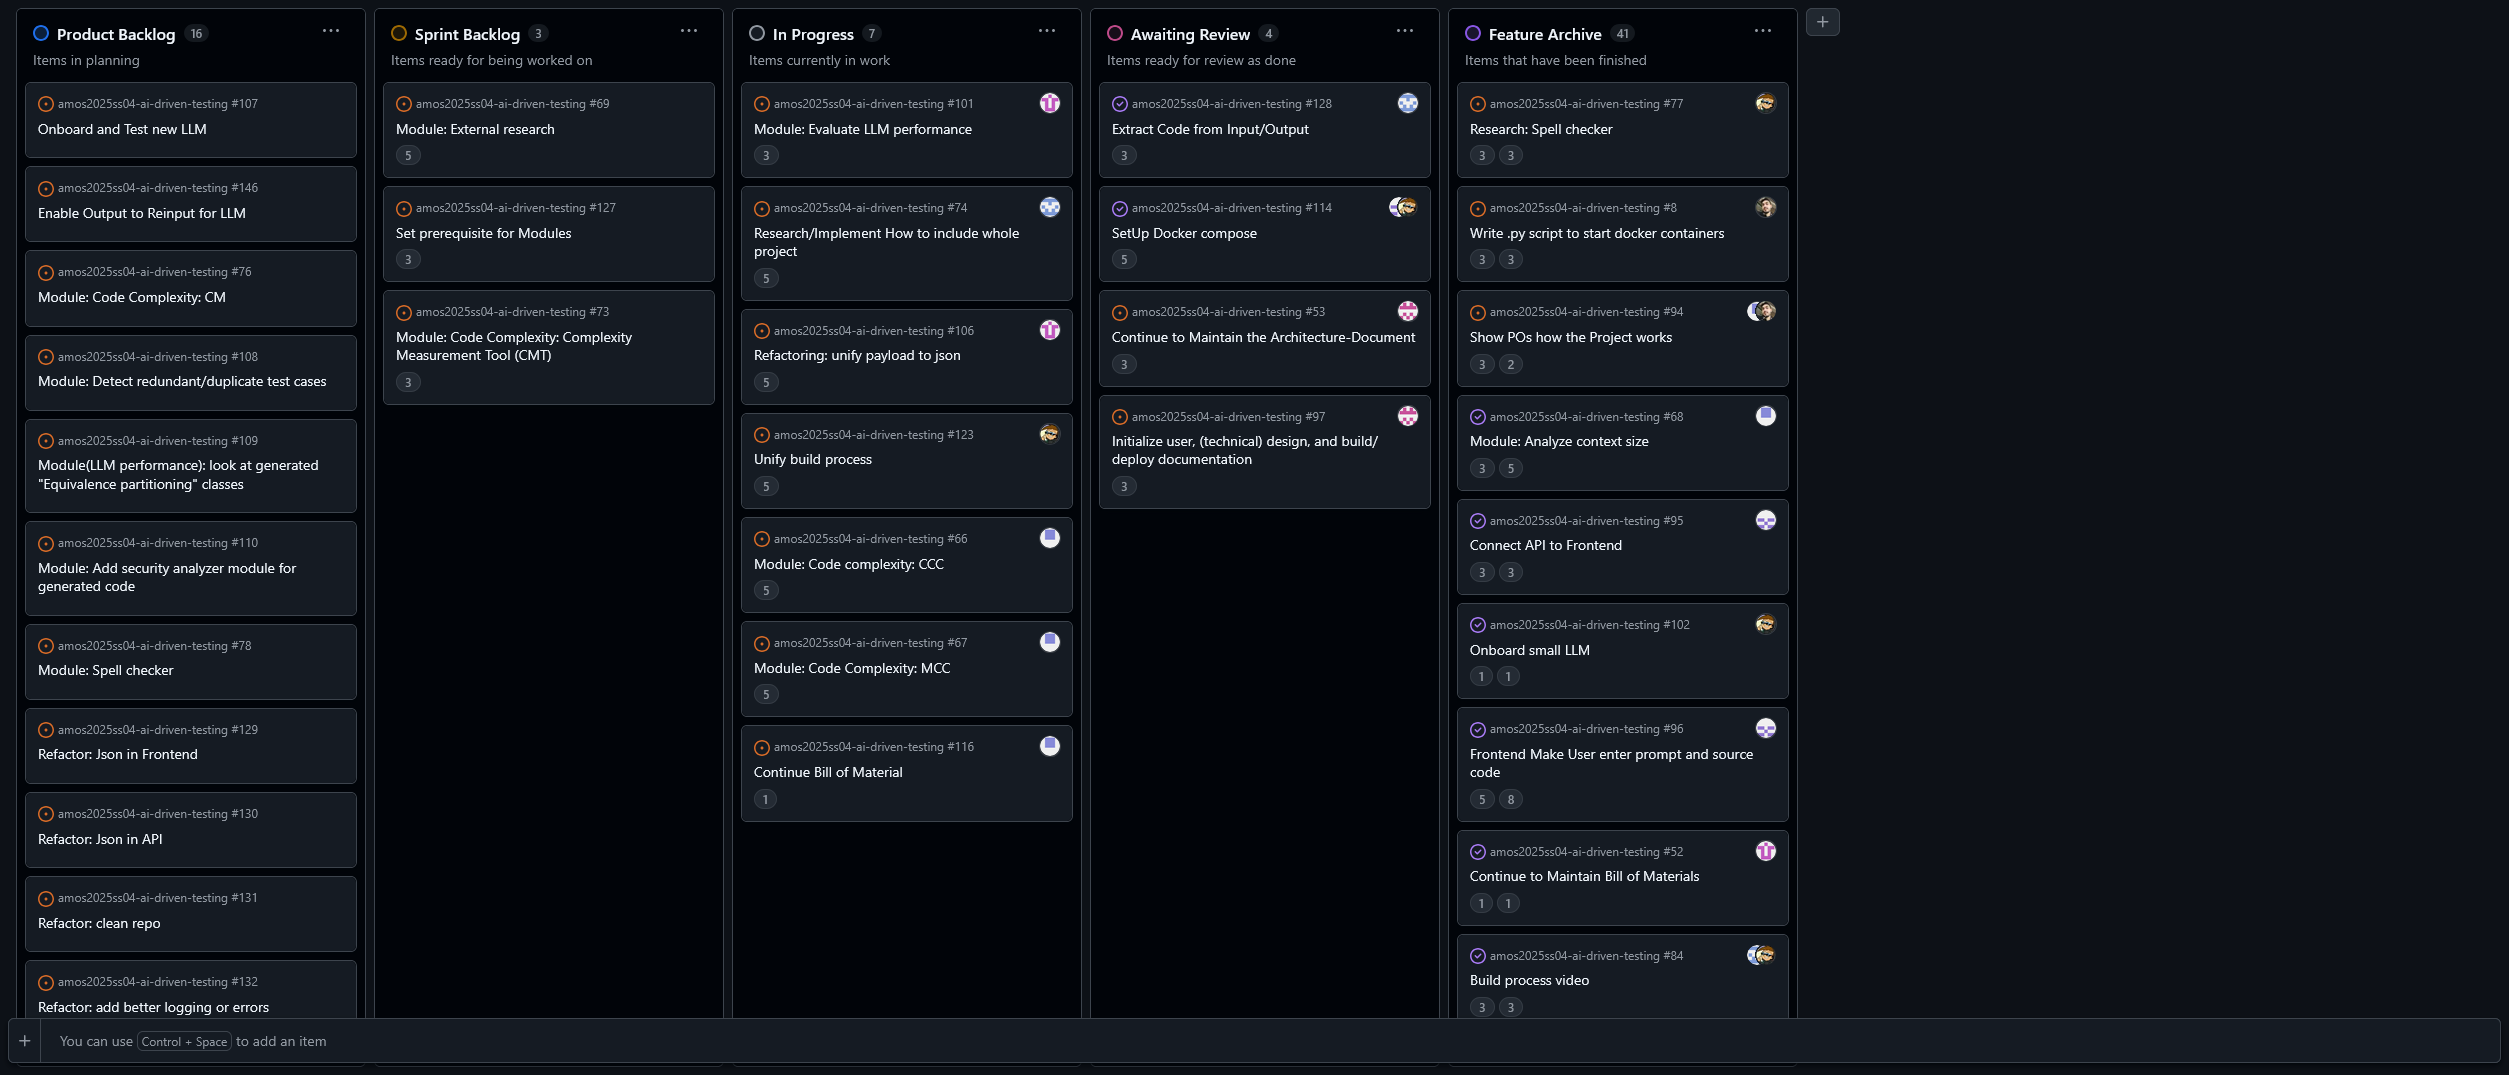 Product Backlog 16
Items in planning
amos2025ss04-ai-driven-testing #107
Onboard and Test new LLM
amos2025ss04-ai-driven-testing #146
Enable Output to Reinput for LLM
amos2025ss04-ai-driven-testing #76
Module: Code Complexity: CM
amos2025ss04-ai-driven-testing #108
Module: Detect redundant/duplicate test cases
amos2025ss04-ai-driven-testing #109
Module(LLM performance): look at generated
"Equivalence partitioning" classes
amos2025ss04-ai-driven-testing #110
Module: Add security analyzer module for
generated code
amos2025ss04-ai-driven-testing #78
Module: Spell checker
amos2025ss04-ai-driven-testing #129
Refactor: Json in Frontend
amos2025ss04-ai-driven-testing #130
Refactor: Json in API
amos2025ss04-ai-driven-testing #131
Refactor: clean repo
amos2025ss04-ai-driven-testing #132
Refactor: add better logging or errors
Sprint Backlog 3
Items ready for being worked on
amos2025ss04-ai-driven-testing #69
Module: External research
5
amos2025ss04-ai-driven-testing #127
Set prerequisite for Modules
3
amos2025ss04-ai-driven-testing #73
Module: Code Complexity: Complexity
Measurement Tool (CMT)
3
In Progress 7
Items currently in work
amos2025ss04-ai-driven-testing #101
Module: Evaluate LLM performance
3
amos2025ss04-ai-driven-testing #74
Research/Implement How to include whole
project
5
amos2025ss04-ai-driven-testing #106
Refactoring: unify payload to json
5
amos2025ss04-ai-driven-testing #123
Unify build process
5
amos2025ss04-ai-driven-testing #66
Module: Code complexity: CCC
5
amos2025ss04-ai-driven-testing #67
Module: Code Complexity: MCC
5
amos2025ss04-ai-driven-testing #116
Continue Bill of Material
1
Awaiting Review 4
Items ready for review as done
amos2025ss04-ai-driven-testing #128
Extract Code from Input/Output
3
amos2025ss04-ai-driven-testing #114
SetUp Docker compose
5
amos2025ss04-ai-driven-testing #53
Continue to Maintain the Architecture-Document
3
amos2025ss04-ai-driven-testing #97
Initialize user, (technical) design, and build/
deploy documentation
3
Feature Archive 41
Items that have been finished
amos2025ss04-ai-driven-testing #77
Research: Spell checker
3 3
amos2025ss04-ai-driven-testing #8
Write .py script to start docker containers
3 3
amos2025ss04-ai-driven-testing #94
Show POs how the Project works
3 2
amos2025ss04-ai-driven-testing #68
Module: Analyze context size
3 5
amos2025ss04-ai-driven-testing #95
Connect API to Frontend
3 3
amos2025ss04-ai-driven-testing #102
Onboard small LLM
1 1
amos2025ss04-ai-driven-testing #96
Frontend Make User enter prompt and source
code
5 8
amos2025ss04-ai-driven-testing #52
Continue to Maintain Bill of Materials
1 1
amos2025ss04-ai-driven-testing #84
Build process video
3 3
You can use Control + Space to add an item